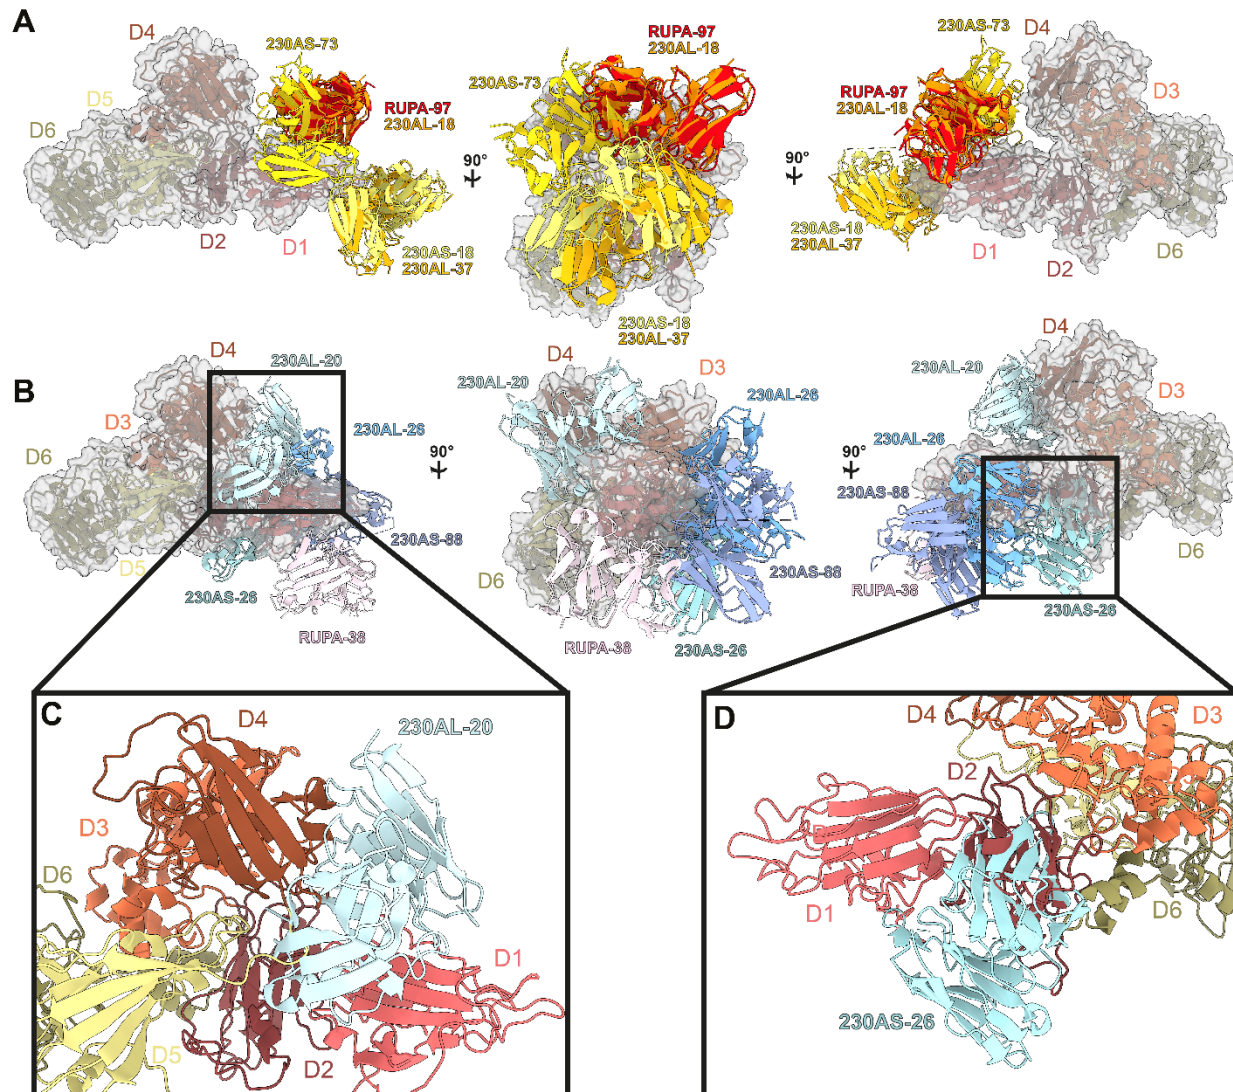 A
D4
230AS-73
D5
D6
RUPA-97
230AL-18
D2
D1
230AS-18
230AL-37
90°
RUPA-97
230AL-18
230AS-73
230AS-18
230AL-37
90°
230AS-73
D4
RUPA-97
230AL-18
D3
230AS-18
230AL-37
D1
D2
D6
B
D4
230AL-20
D3
D6
230AL-26
230AS-88
D5
230AS-26
RUPA-38
90°
D4
D3
230AL-20
230AL-26
D6
230AS-88
RUPA-38
230AS-26
90°
D4
230AL-20
D3
230AL-26
230AS-88
RUPA-38
D6
230AS-26
C
D4
230AL-20
D3
D6
D1
D5
D2
D
D4
D3
D2
D1
D6
230AS-26